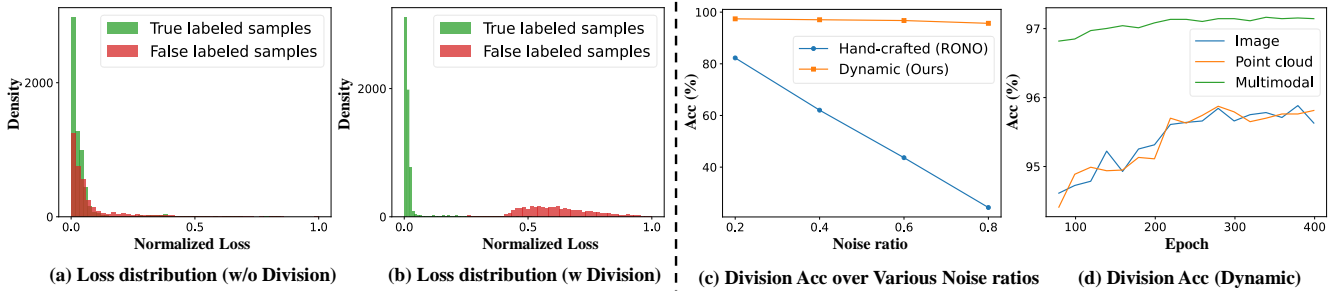 True labeled samples
False labeled samples
2000
0
Density
0.0
0.5
1.0
Normalized Loss
(a) Loss distribution (w/o Division)
True labeled samples
False labeled samples
2000
0
Density
0.0
0.5
1.0
Normalized Loss
(b) Loss distribution (w Division)
100
80
60
40
Acc (%)
Hand-crafted (RONO)
Dynamic (Ours)
0.2
0.4
0.6
0.8
Noise ratio
(c) Division Acc over Various Noise ratios
97
96
95
Acc (%)
Image
Point cloud
Multimodal
100
200
300
400
Epoch
(d) Division Acc (Dynamic)